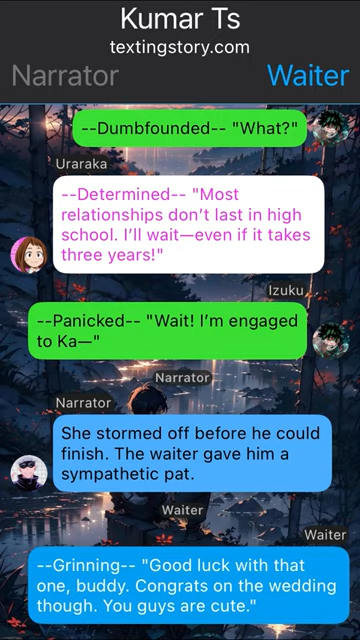 Kumar Ts
textingstory.com
Narrator
Waiter
--Dumbfounded-- "What?"
Uraraka
--Determined-- "Most
relationships don't last in high
school. I'll wait—even if it takes
three years!"
Izuku
--Panicked-- "Wait! I'm engaged
to Ka—"
Narrator
Narrator
She stormed off before he could
finish. The waiter gave him a
sympathetic pat.
Waiter
Waiter
--Grinning-- "Good luck with that
one, buddy. Congrats on the wedding
though. You guys are cute."